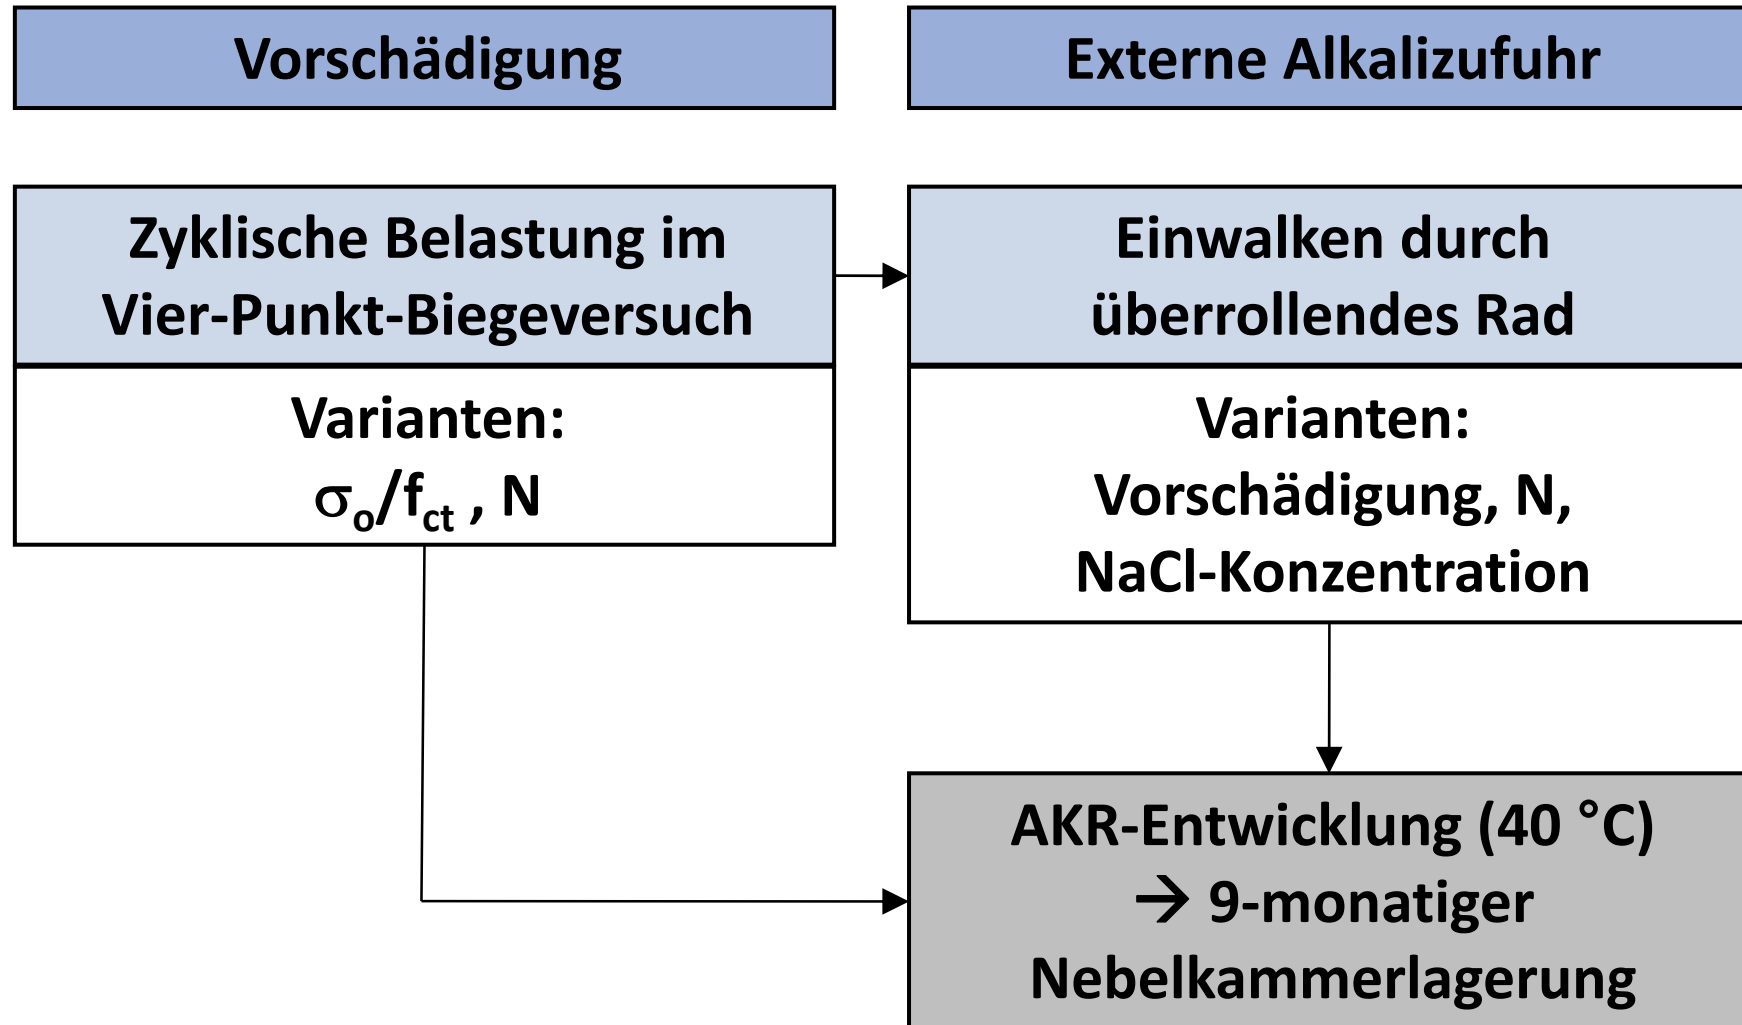 Vorschädigung
Externe Alkalizufuhr
Zyklische Belastung im
Vier-Punkt-Biegeversuch
Einwalken durch
überrollendes Rad
Varianten:
σo/fct , N
Varianten:
Vorschädigung, N,
NaCl-Konzentration
AKR-Entwicklung (40 °C)
→ 9-monatiger
Nebelkammerlagerung